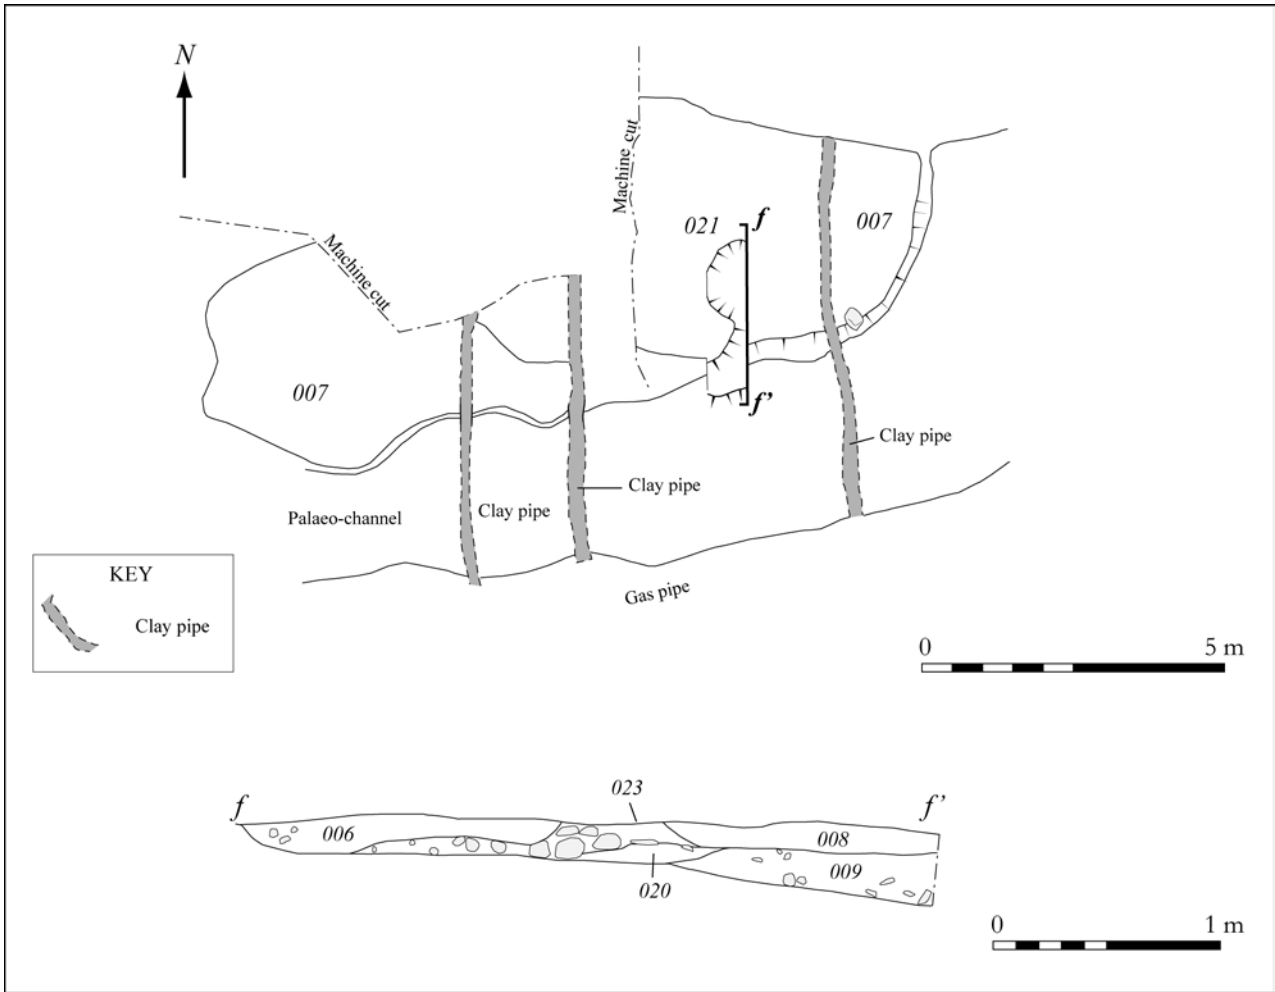 N
Machine cut
021
f
007
Machine cut
007
f'
Clay pipe
Clay pipe
Clay pipe
Palaeo-channel
KEY
Clay pipe
Gas pipe
0 5 m
023
f
f'
006
008
009
020
0 1 m